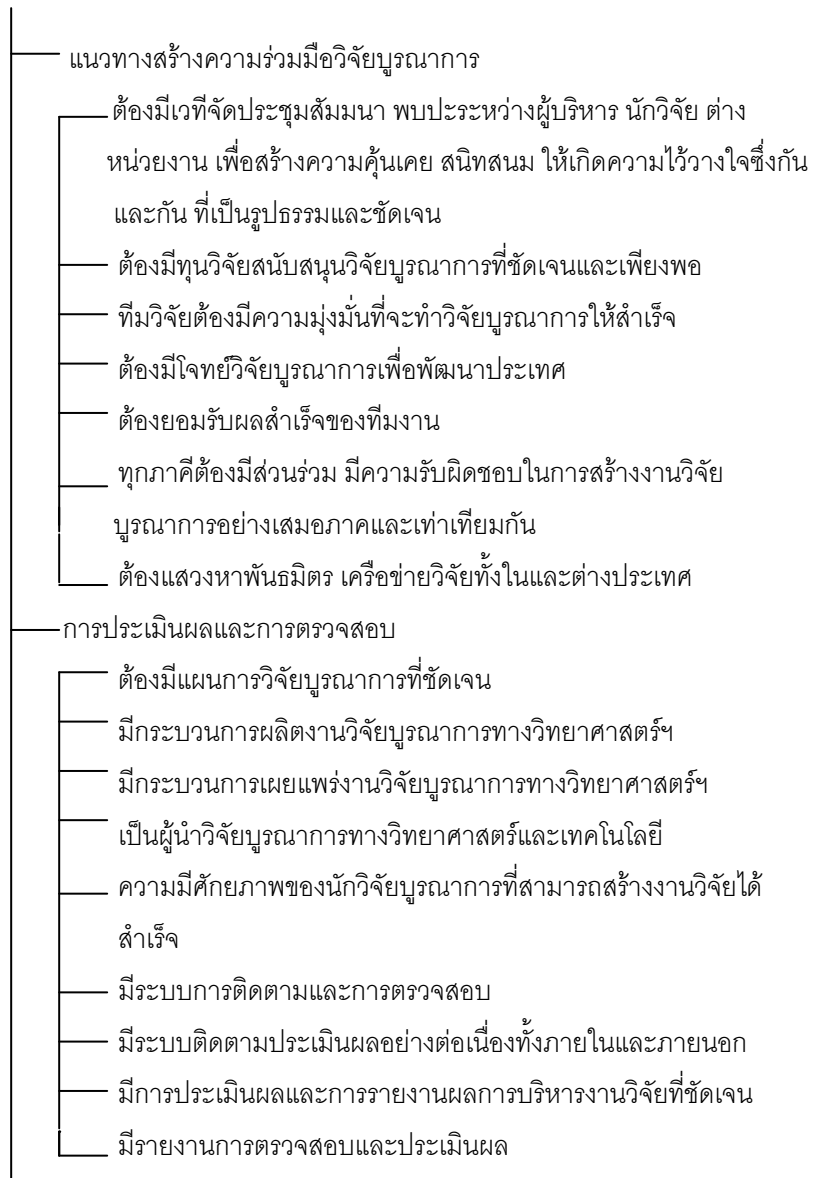 แนวทางสร้างความร่วมมือวิจัยบูรณาการ
ต้องมีเวทีจัดประชุมสัมมนา พบปะระหว่างผู้บริหาร นักวิจัย ต่าง
หน่วยงาน เพื่อสร้างความคุ้นเคย สนิทสนม ให้เกิดความไว้วางใจซึ่งกัน
และกัน ที่เป็นรูปธรรมและชัดเจน
ต้องมีทุนวิจัยสนับสนุนวิจัยบูรณาการที่ชัดเจนและเพียงพอ
ทีมวิจัยต้องมีความมุ่งมั่นที่จะทำวิจัยบูรณาการให้สำเร็จ
ต้องมีโจทย์วิจัยบูรณาการเพื่อพัฒนาประเทศ
ต้องยอมรับผลสำเร็จของทีมงาน
ทุกภาคีต้องมีส่วนร่วม มีความรับผิดชอบในการสร้างงานวิจัย
บูรณาการอย่างเสมอภาคและเท่าเทียมกัน
ต้องแสวงหาพันธมิตร เครือข่ายวิจัยทั้งในและต่างประเทศ
การประเมินผลและการตรวจสอบ
ต้องมีแผนการวิจัยบูรณาการที่ชัดเจน
มีกระบวนการผลิตงานวิจัยบูรณาการทางวิทยาศาสตร์ฯ
มีกระบวนการเผยแพร่งานวิจัยบูรณาการทางวิทยาศาสตร์ฯ
เป็นผู้นำวิจัยบูรณาการทางวิทยาศาสตร์และเทคโนโลยี
ความมีศักยภาพของนักวิจัยบูรณาการที่สามารถสร้างงานวิจัยได้
สำเร็จ
มีระบบการติดตามและการตรวจสอบ
มีระบบติดตามประเมินผลอย่างต่อเนื่องทั้งภายในและภายนอก
มีการประเมินผลและการรายงานผลการบริหารงานวิจัยที่ชัดเจน
มีรายงานการตรวจสอบและประเมินผล